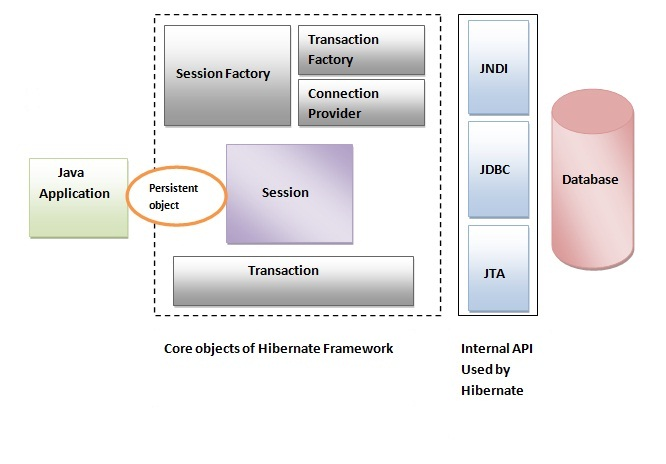 Session Factory
Transaction
Factory
Connection
Provider
JNDI
Java
Application
Persistent
object
Session
JDBC
Database
Transaction
JTA
Core objects of Hibernate Framework
Internal API
Used by
Hibernate